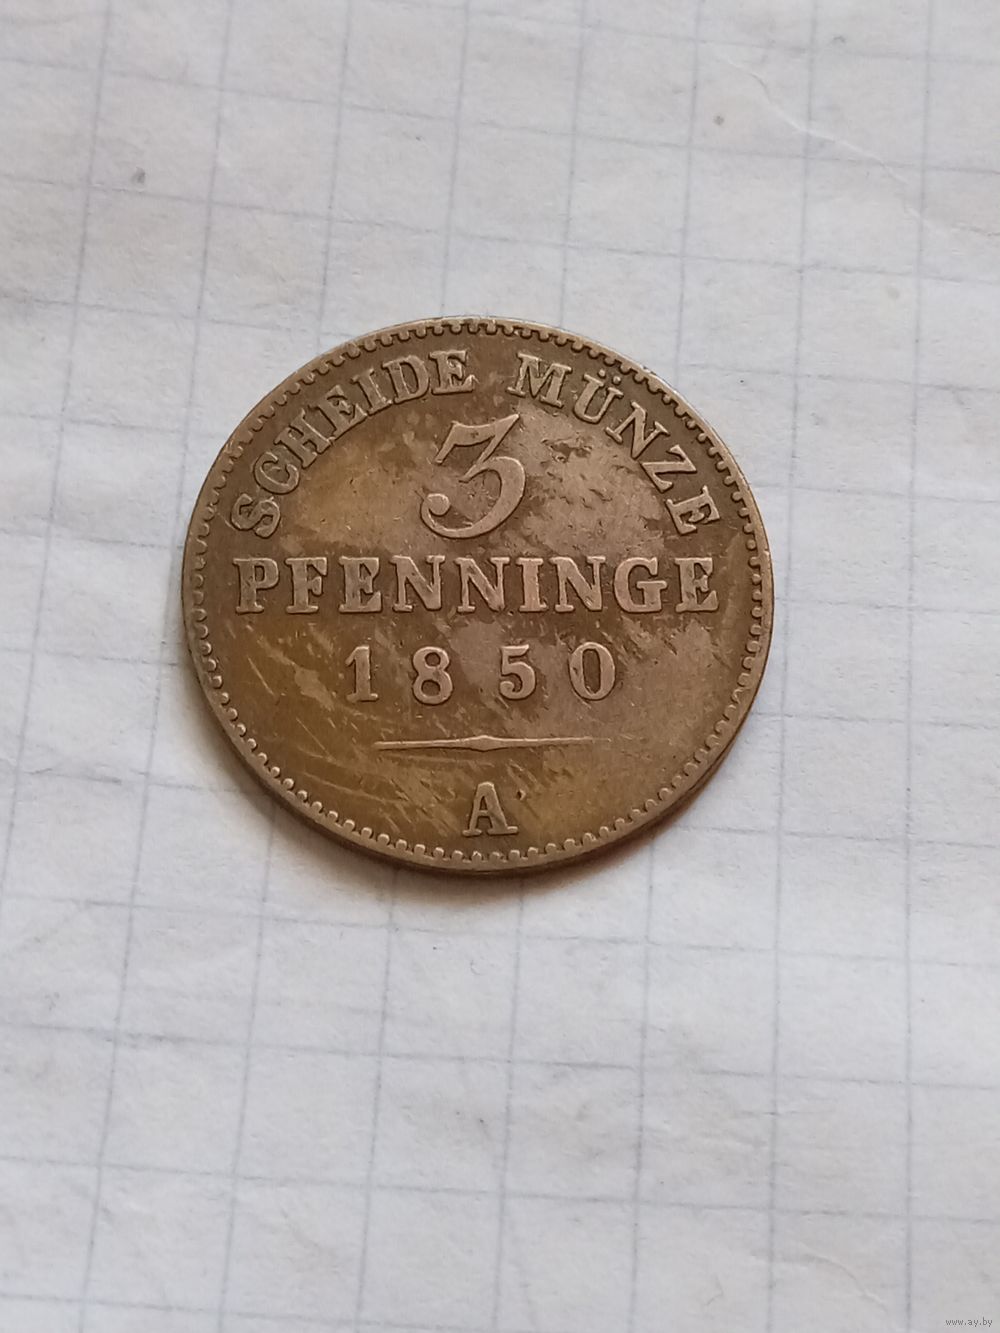 SCHEIDE MÜNZE
3
PFENNINGE
1850
A
www.ay.by